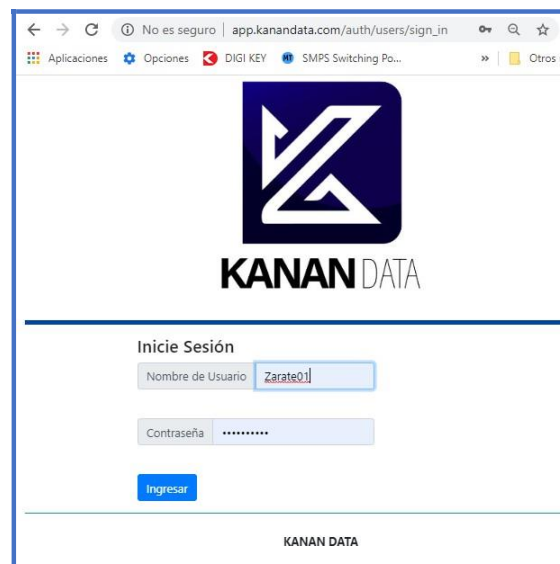 No es seguro | app.kanandata.com/auth/users/sign_in
Aplicaciones Opciones DIGI KEY MT SMPS Switching Po... » Otros
KANAN DATA
Inicie Sesión
Nombre de Usuario Zarate01
Contraseña ••••••••••
Ingresar
KANAN DATA